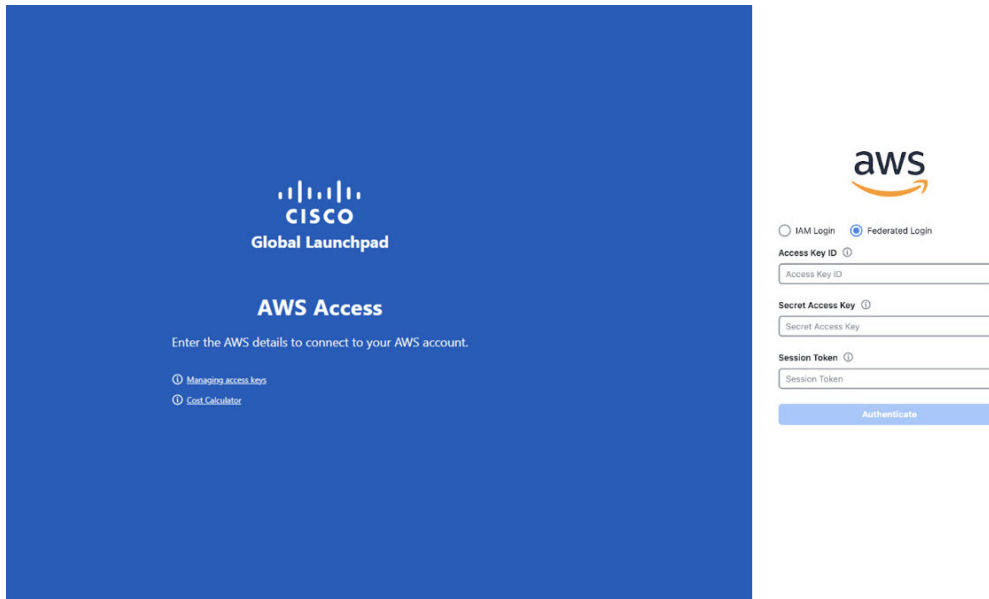 CISCO
Global Launchpad
AWS Access
Enter the AWS details to connect to your AWS account.
Managing access keys
Cost Calculator
aws
IAM Login Federated Login
Access Key ID
Access Key ID
Secret Access Key
Secret Access Key
Session Token
Session Token
Authenticate